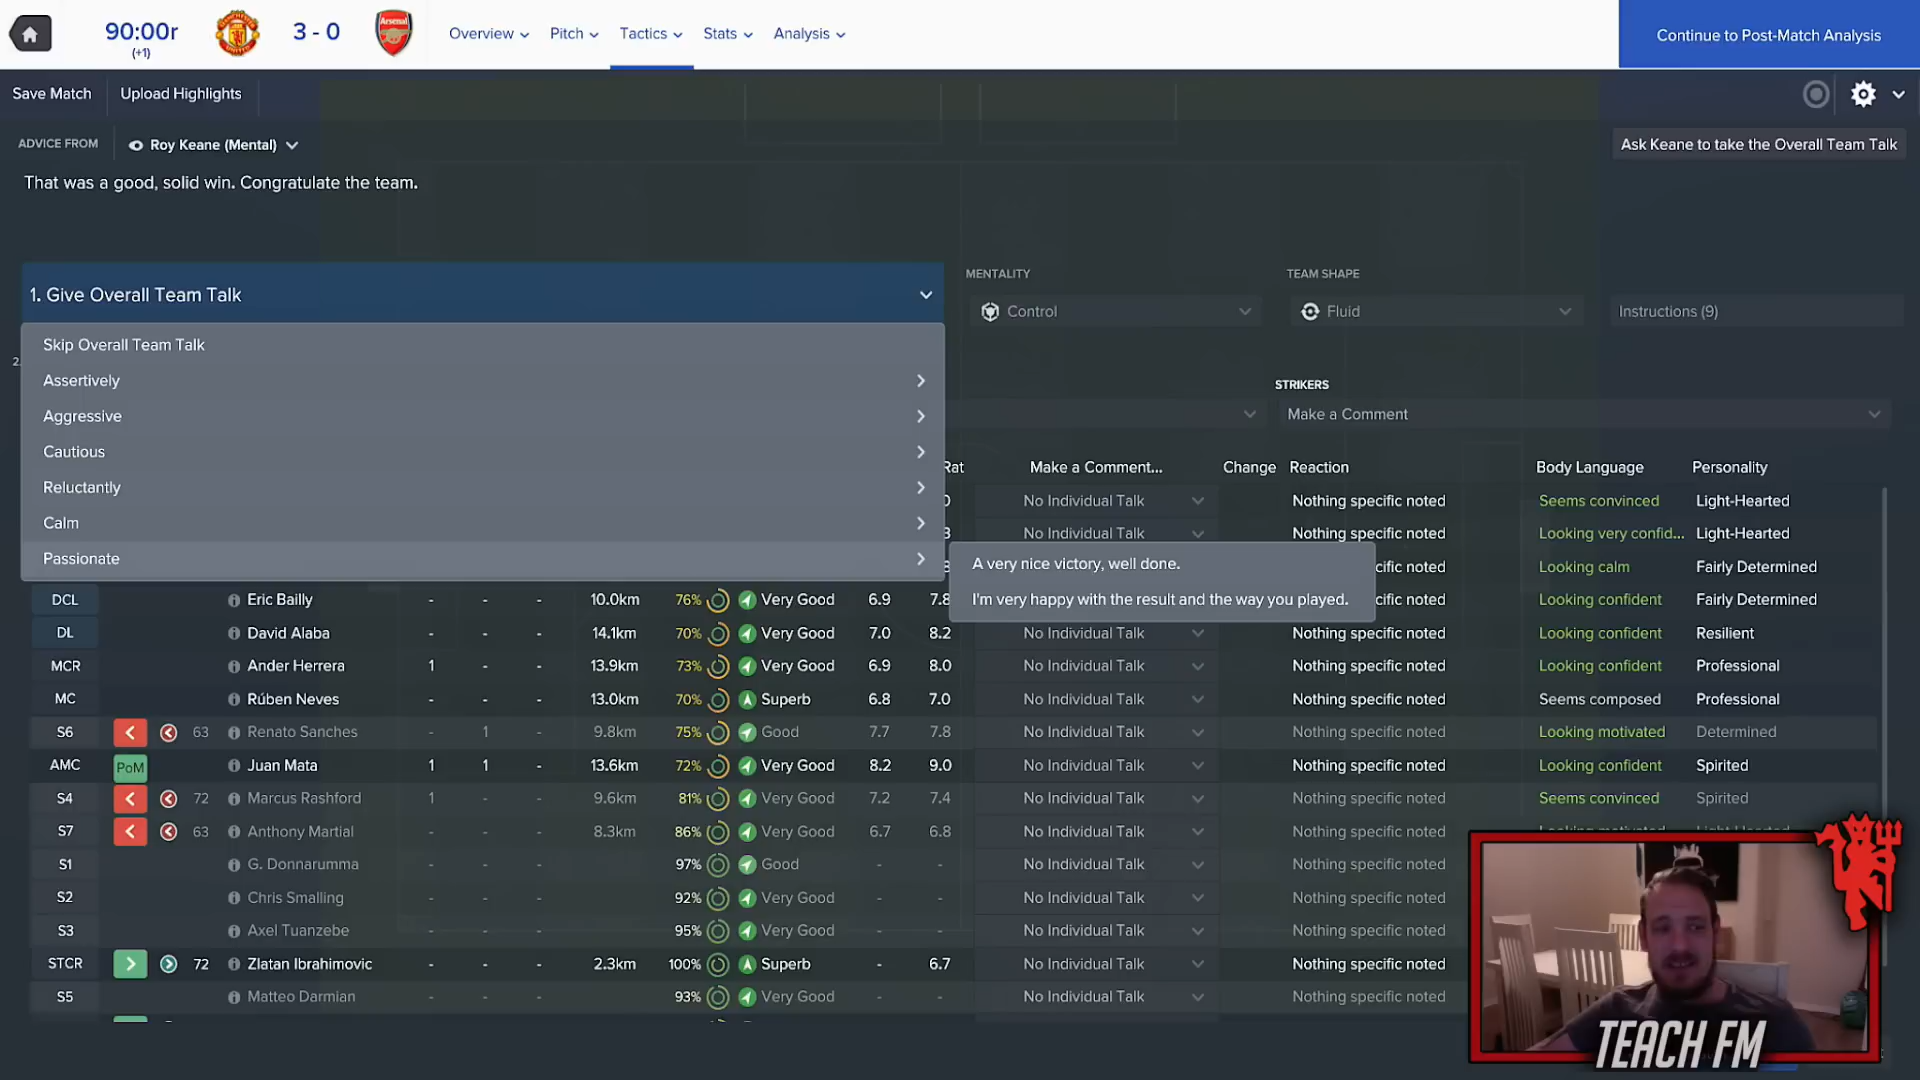 90:00r
(+1)
3 - 0
Arsenal
Overview
Pitch
Tactics
Stats
Analysis
Continue to Post-Match Analysis
Save Match
Upload Highlights
ADVICE FROM
Roy Keane (Mental)
Ask Keane to take the Overall Team Talk
That was a good, solid win. Congratulate the team.
1. Give Overall Team Talk
MENTALITY
TEAM SHAPE
Control
Fluid
Instructions (9)
Skip Overall Team Talk
2.
Assertively
Aggressive
Cautious
Reluctantly
Calm
Passionate
STRIKERS
Make a Comment
Rat Make a Comment... Change Reaction Body Language Personality
No Individual Talk Nothing specific noted Seems convinced Light-Hearted
No Individual Talk Nothing specific noted Looking very confid... Light-Hearted
A very nice victory, well done.
cific noted Looking calm Fairly Determined
I'm very happy with the result and the way you played.
DCL Eric Bailly - - - 10.0km 76% Very Good 6.9 7.8 cific noted Looking confident Fairly Determined
DL David Alaba - - - 14.1km 70% Very Good 7.0 8.2 No Individual Talk Nothing specific noted Looking confident Resilient
MCR Ander Herrera 1 - - 13.9km 73% Very Good 6.9 8.0 No Individual Talk Nothing specific noted Looking confident Professional
MC Rúben Neves - - - 13.0km 70% Superb 6.8 7.0 No Individual Talk Nothing specific noted Seems composed Professional
S6 63 Renato Sanches - 1 - 9.8km 75% Good 7.7 7.8 No Individual Talk Nothing specific noted Looking motivated Determined
AMC PoM Juan Mata 1 1 - 13.6km 72% Very Good 8.2 9.0 No Individual Talk Nothing specific noted Looking confident Spirited
S4 72 Marcus Rashford 1 - - 9.6km 81% Very Good 7.2 7.4 No Individual Talk Nothing specific noted Seems convinced Spirited
S7 63 Anthony Martial - - - 8.3km 86% Very Good 6.7 6.8 No Individual Talk Nothing specific noted Looking motivated Light-Hearted
S1 G. Donnarumma - - - 97% Good - - No Individual Talk Nothing specific noted
S2 Chris Smalling - - - 92% Very Good - - No Individual Talk Nothing specific noted
S3 Axel Tuanzebe - - - 95% Very Good - - No Individual Talk Nothing specific noted
STCR 72 Zlatan Ibrahimovic - - - 2.3km 100% Superb - 6.7 No Individual Talk Nothing specific noted
S5 Matteo Darmian - - - 93% Very Good - - No Individual Talk Nothing specific noted
TEACH FM